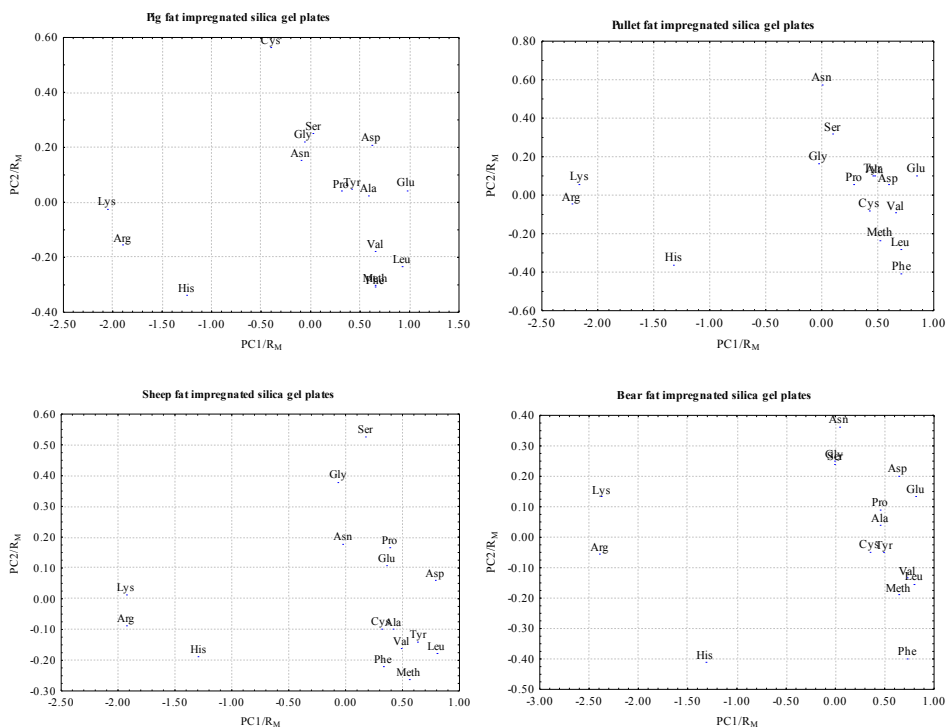 Pig fat impregnated silica gel plates
PC2/RM
0.60
0.40
0.20
0.00
-0.20
-0.40
Cys
Ser
Gly
Asn
Asp
Pro
Tyr
Ala
Glu
Lys
Arg
Val
Leu
Meth
Phe
His
-2.50 -2.00 -1.50 -1.00 -0.50 0.00 0.50 1.00 1.50
PC1/RM
Pullet fat impregnated silica gel plates
PC2/RM
0.80
0.60
0.40
0.20
0.00
-0.20
-0.40
-0.60
Asn
Ser
Gly
Tyr
Ala
Glu
Pro
Asp
Lys
Arg
Cys
Val
Meth
Leu
His
Phe
-2.50 -2.00 -1.50 -1.00 -0.50 0.00 0.50 1.00
PC1/RM
Sheep fat impregnated silica gel plates
PC2/RM
0.60
0.50
0.40
0.30
0.20
0.10
0.00
-0.10
-0.20
-0.30
Ser
Gly
Asn
Pro
Glu
Asp
Lys
Arg
Cys
Ala
Tyr
Val
Leu
His
Phe
Meth
-2.50 -2.00 -1.50 -1.00 -0.50 0.00 0.50 1.00
PC1/RM
Bear fat impregnated silica gel plates
PC2/RM
0.40
0.30
0.20
0.10
0.00
-0.10
-0.20
-0.30
-0.40
-0.50
Asn
Gly
Ser
Asp
Glu
Lys
Pro
Ala
Arg
Cys
Tyr
Val
Leu
Meth
His
Phe
-3.00 -2.50 -2.00 -1.50 -1.00 -0.50 0.00 0.50 1.00
PC1/RM